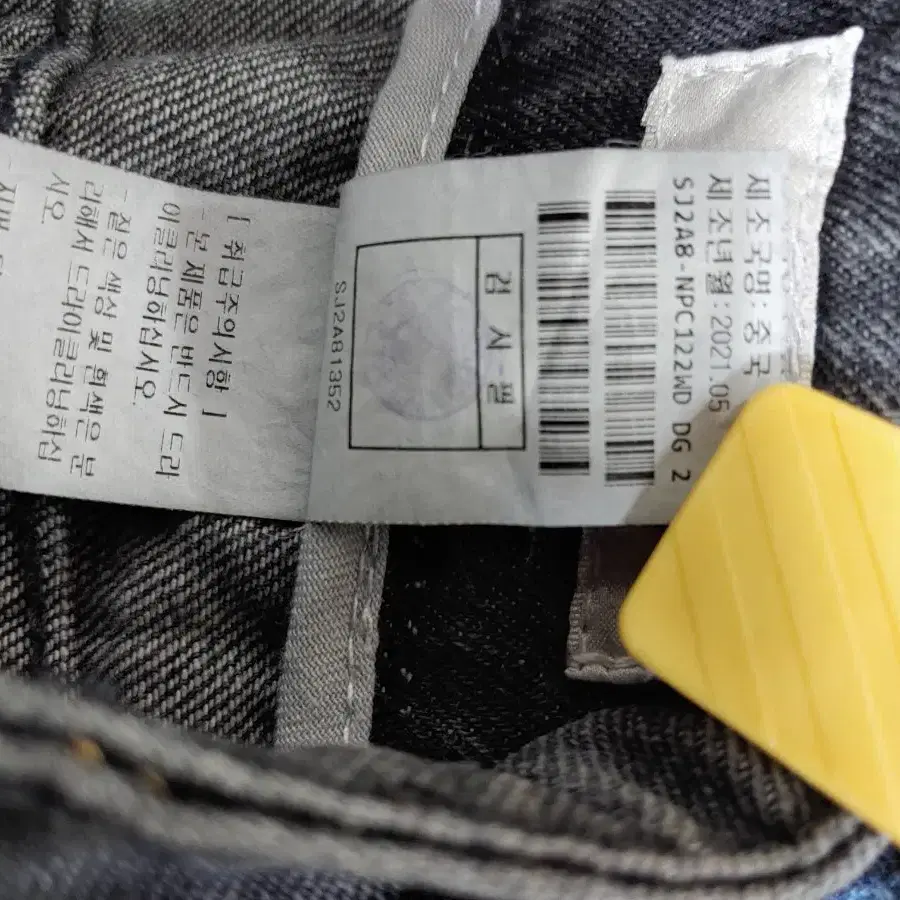 제조국명: 중국
제조년월: 2021.05
SJ2A8-NPC122WD DG 2
검사필
SJ2A81352
[ 취급주의사항 ]
- 본 제품은 반드시 드라
이클리닝하십시오.
- 짙은 색상 및 흰색은 분
리해서 드라이클리닝하십
시오.